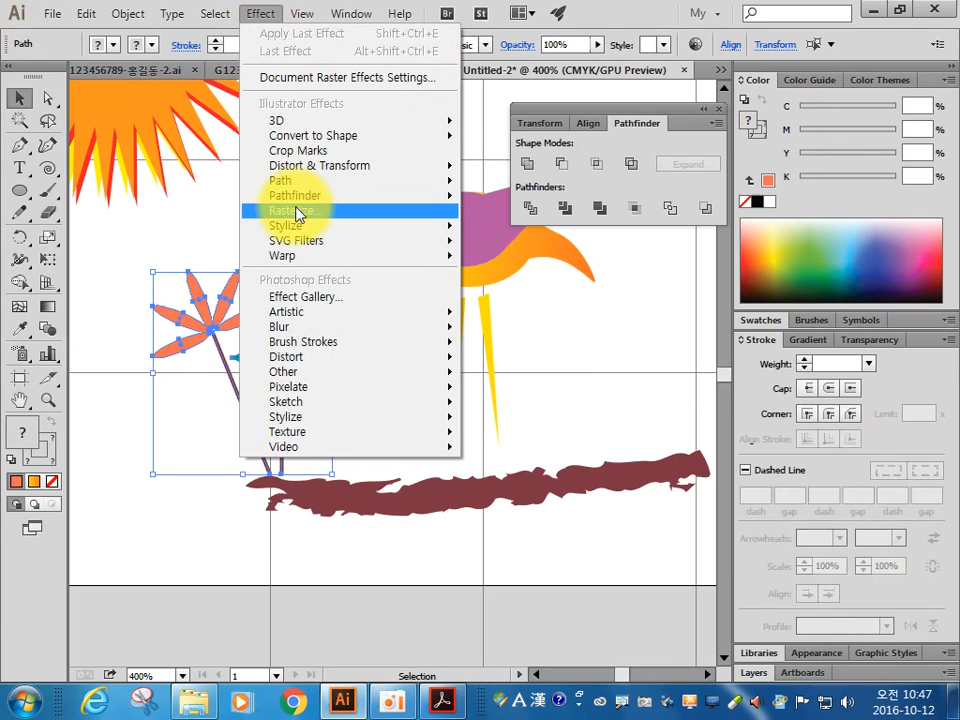 Ai File Edit Object Type Select Effect View Window Help Br St My
Path ? ? Stroke: Opacity: 100% Style: Align Transform
123456789-홍길동-2.ai × Untitled-2* @ 400% (CMYK/GPU Preview) ×
Apply Last Effect Shift+Ctrl+E
Last Effect Alt+Shift+Ctrl+E
Document Raster Effects Settings...
Illustrator Effects
3D
Convert to Shape
Crop Marks
Distort & Transform
Path
Pathfinder
Rasterize...
Stylize
SVG Filters
Warp
Photoshop Effects
Effect Gallery...
Artistic
Blur
Brush Strokes
Distort
Other
Pixelate
Sketch
Stylize
Texture
Video
Transform Align Pathfinder
Shape Modes:
Expand
Pathfinders:
Color Color Guide Color Themes
C %
M %
Y %
K %
?
Swatches Brushes Symbols
Stroke Gradient Transparency
Weight:
Cap:
Corner: Limit: x
Align Stroke:
Dashed Line
dash gap dash gap dash gap
Arrowheads:
Scale: 100% 100%
Align:
Profile:
Libraries Appearance Graphic Styles
Layers Artboards
?
400% 1 Selection
Ai A 漢 ? 오전 10:47
2016-10-12